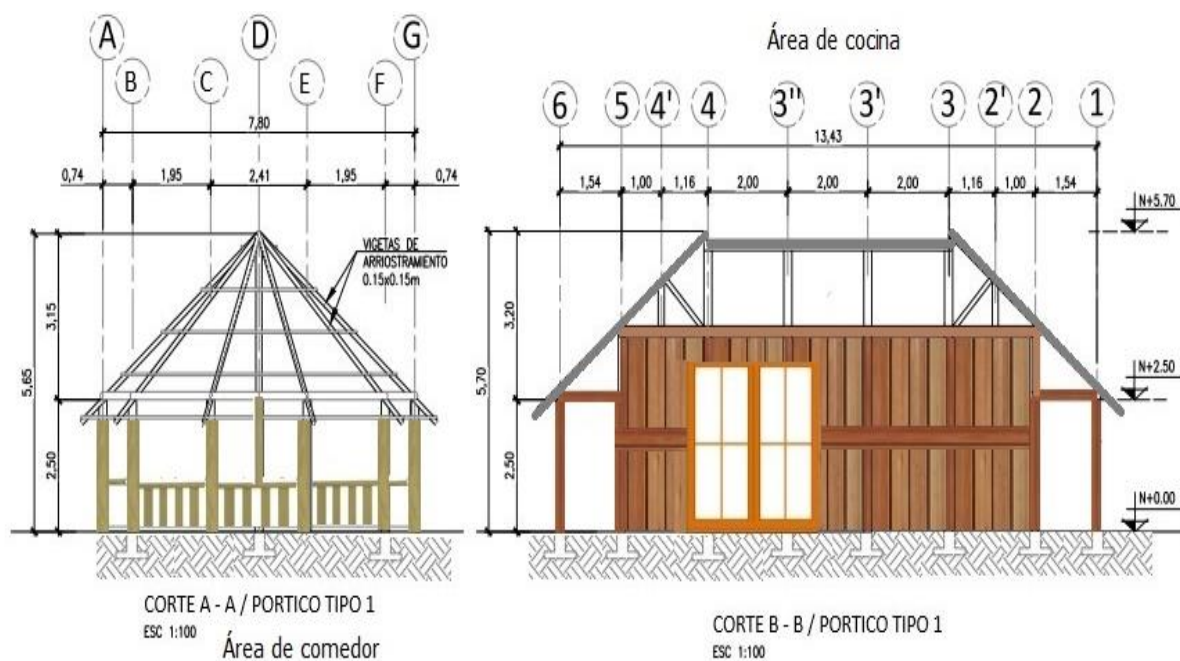 A
D
G
B
C
E
F
7,80
0,74
1,95
2,41
1,95
0,74
VIGETAS DE
ARRIOSTRAMIENTO
0.15x0.15m
3,15
5,65
2,50
CORTE A - A / PORTICO TIPO 1
ESC 1:100
Área de comedor
Área de cocina
6
5
4'
4
3''
3'
3
2'
2
1
13,43
1,54
1,00
1,16
2,00
2,00
2,00
1,16
1,00
1,54
N+5.70
3,20
5,70
N+2.50
2,50
N+0.00
CORTE B - B / PORTICO TIPO 1
ESC 1:100